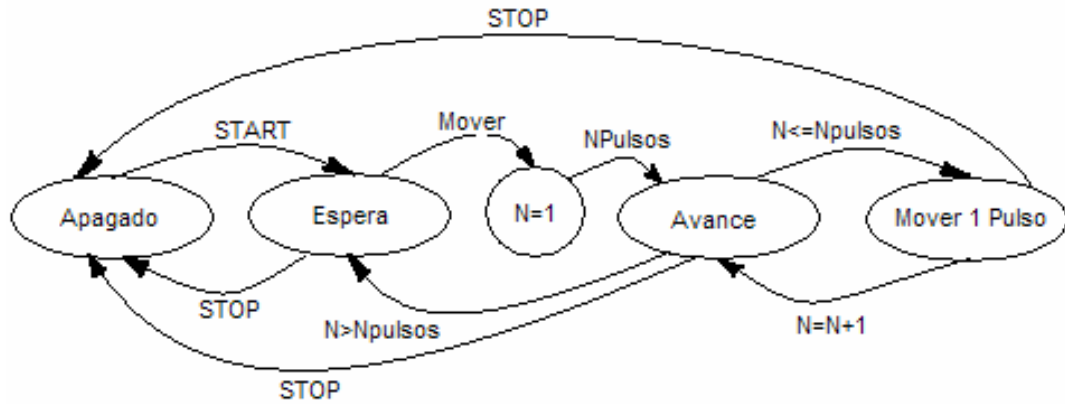 STOP
START
Mover
NPulsos
N<=Npulsos
Apagado
Espera
N=1
Avance
Mover 1 Pulso
STOP
N>Npulsos
N=N+1
STOP